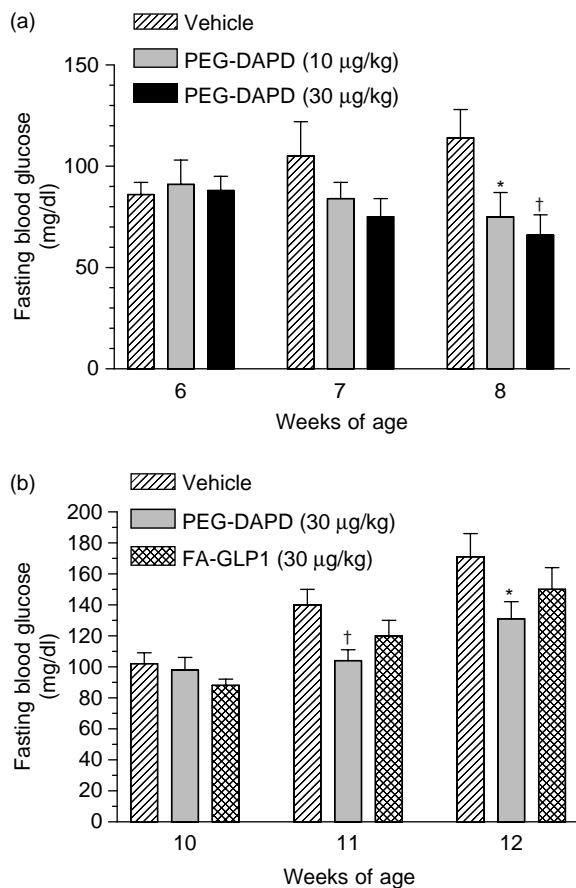 (a)
Vehicle
PEG-DAPD (10 μg/kg)
PEG-DAPD (30 μg/kg)
150
100
50
0
Fasting blood glucose
(mg/dl)
*
†
6
7
8
Weeks of age
(b)
Vehicle
PEG-DAPD (30 μg/kg)
FA-GLP1 (30 μg/kg)
200
180
160
140
120
100
80
60
40
20
0
Fasting blood glucose
(mg/dl)
†
*
10
11
12
Weeks of age